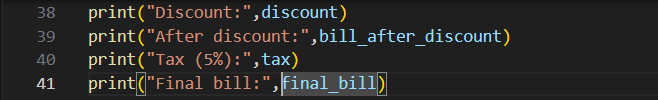 38 print("Discount:",discount)
39 print("After discount:",bill_after_discount)
40 print("Tax (5%):",tax)
41 print("Final bill:",final_bill)